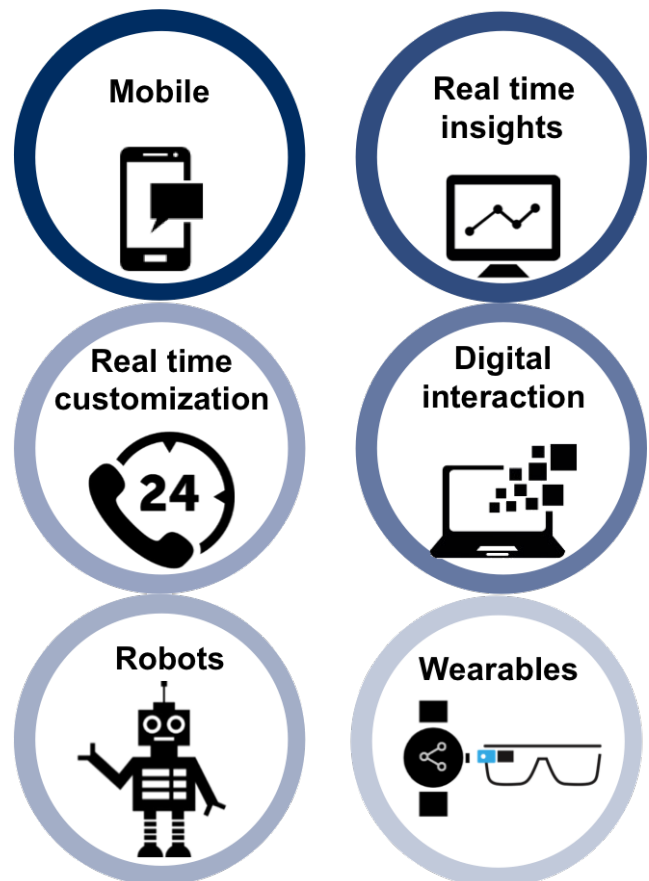 Mobile
Real time
insights
Real time
customization
24
Digital
interaction
Robots
Wearables